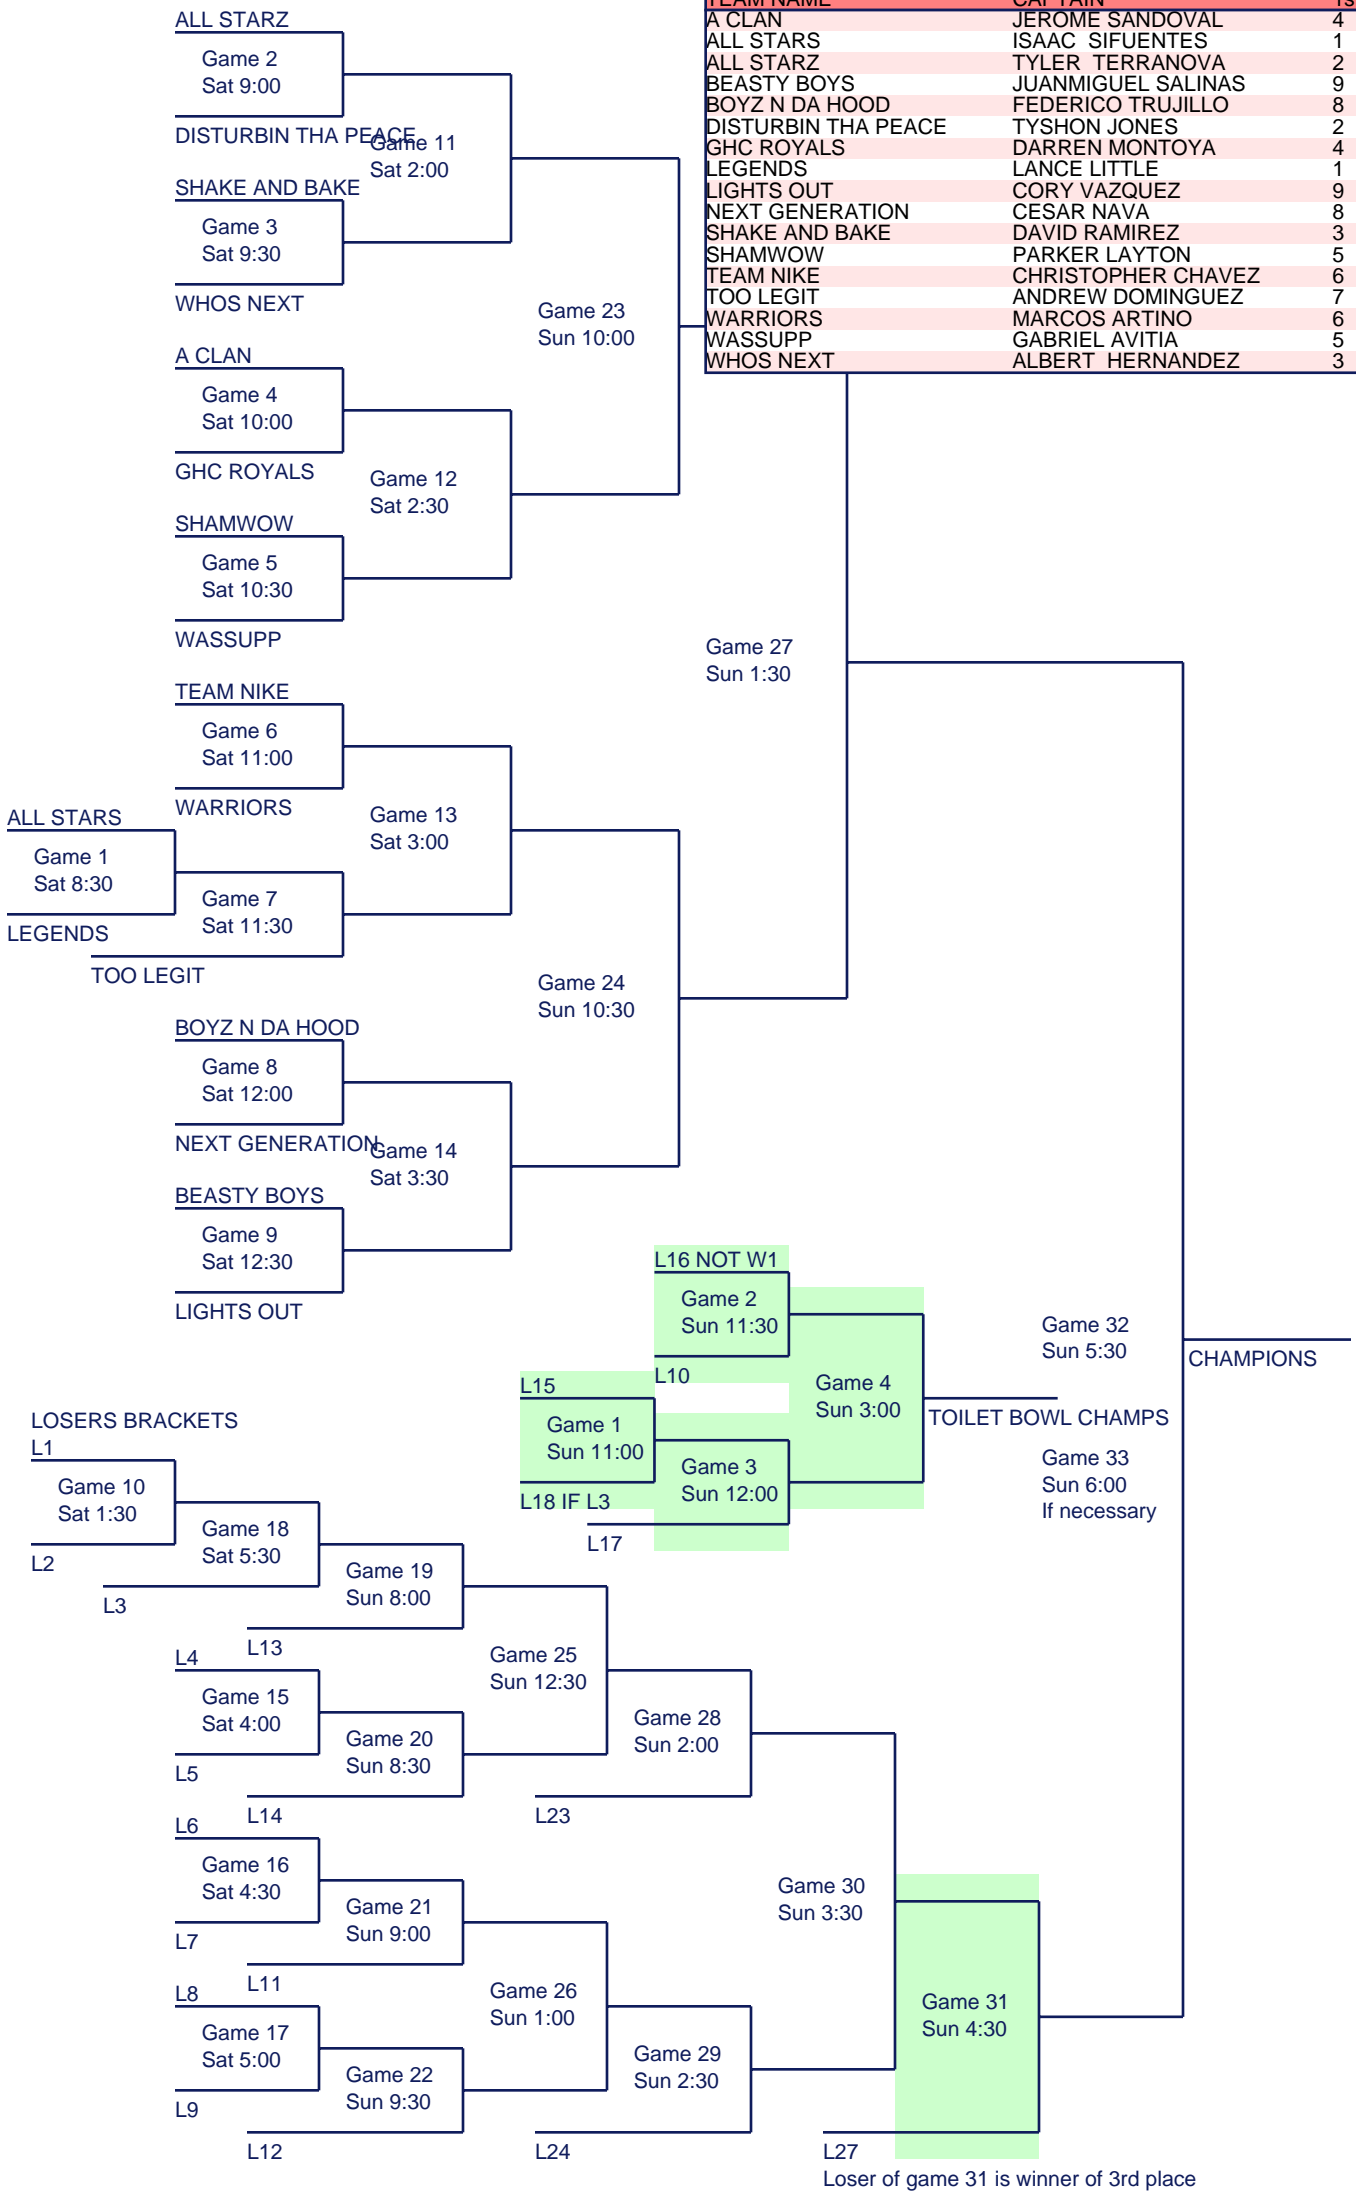 TEAM NAME CAPTAIN
A CLAN JEROME SANDOVAL 4
ALL STARS ISAAC SIFUENTES 1
ALL STARZ TYLER TERRANOVA 2
BEASTY BOYS JUANMIGUEL SALINAS 9
BOYZ N DA HOOD FEDERICO TRUJILLO 8
DISTURBIN THA PEACE TYSHON JONES 2
GHC ROYALS DARREN MONTOYA 4
LEGENDS LANCE LITTLE 1
LIGHTS OUT CORY VAZQUEZ 9
NEXT GENERATION CESAR NAVA 8
SHAKE AND BAKE DAVID RAMIREZ 3
SHAMWOW PARKER LAYTON 5
TEAM NIKE CHRISTOPHER CHAVEZ 6
TOO LEGIT ANDREW DOMINGUEZ 7
WARRIORS MARCOS ARTINO 6
WASSUPP GABRIEL AVITIA 5
WHOS NEXT ALBERT HERNANDEZ 3
ALL STARZ
Game 2
Sat 9:00
DISTURBIN THA PEACE
Game 11
Sat 2:00
SHAKE AND BAKE
Game 3
Sat 9:30
WHOS NEXT
Game 23
Sun 10:00
A CLAN
Game 4
Sat 10:00
GHC ROYALS
Game 12
Sat 2:30
SHAMWOW
Game 5
Sat 10:30
WASSUPP
Game 27
Sun 1:30
TEAM NIKE
Game 6
Sat 11:00
WARRIORS
Game 13
Sat 3:00
ALL STARS
Game 1
Sat 8:30
LEGENDS
Game 7
Sat 11:30
TOO LEGIT
Game 24
Sun 10:30
BOYZ N DA HOOD
Game 8
Sat 12:00
NEXT GENERATION
Game 14
Sat 3:30
BEASTY BOYS
Game 9
Sat 12:30
LIGHTS OUT
L16 NOT W1
Game 2
Sun 11:30
L10
Game 32
Sun 5:30
CHAMPIONS
L15
Game 1
Sun 11:00
L18 IF L3
Game 4
Sun 3:00
TOILET BOWL CHAMPS
Game 3
Sun 12:00
L17
Game 33
Sun 6:00
If necessary
LOSERS BRACKETS
L1
Game 10
Sat 1:30
L2
Game 18
Sat 5:30
L3
Game 19
Sun 8:00
L13
Game 25
Sun 12:30
L4
Game 15
Sat 4:00
L5
Game 20
Sun 8:30
L14
Game 28
Sun 2:00
L23
L6
Game 16
Sat 4:30
L7
Game 21
Sun 9:00
L11
Game 30
Sun 3:30
L8
Game 17
Sat 5:00
L9
Game 26
Sun 1:00
Game 22
Sun 9:30
L12
Game 29
Sun 2:30
L24
Game 31
Sun 4:30
L27
Loser of game 31 is winner of 3rd place